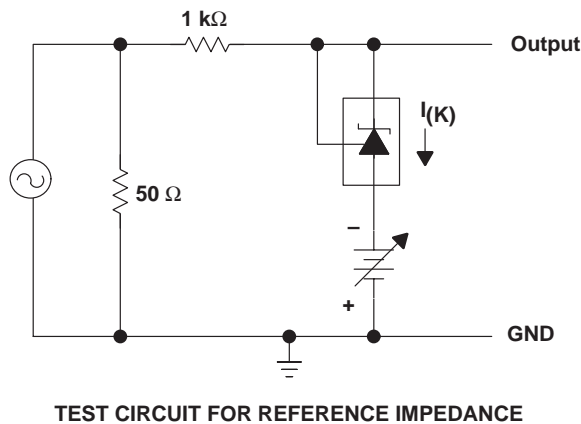 1 kΩ
Output
I(K)
50 Ω
−
+
GND
TEST CIRCUIT FOR REFERENCE IMPEDANCE